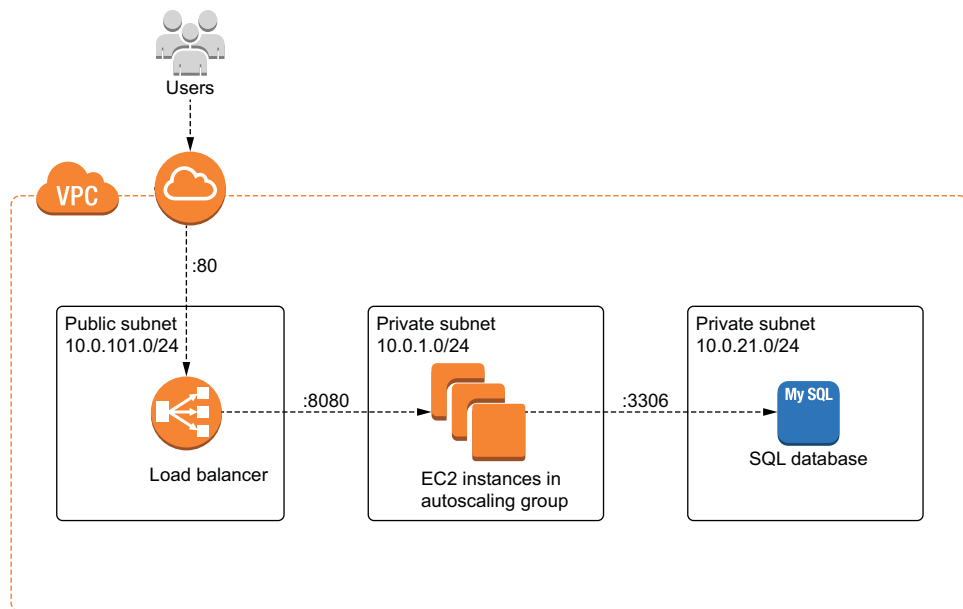 Users
VPC
:80
Public subnet
10.0.101.0/24
Load balancer
:8080
Private subnet
10.0.1.0/24
EC2 instances in
autoscaling group
:3306
Private subnet
10.0.21.0/24
My SQL
SQL database